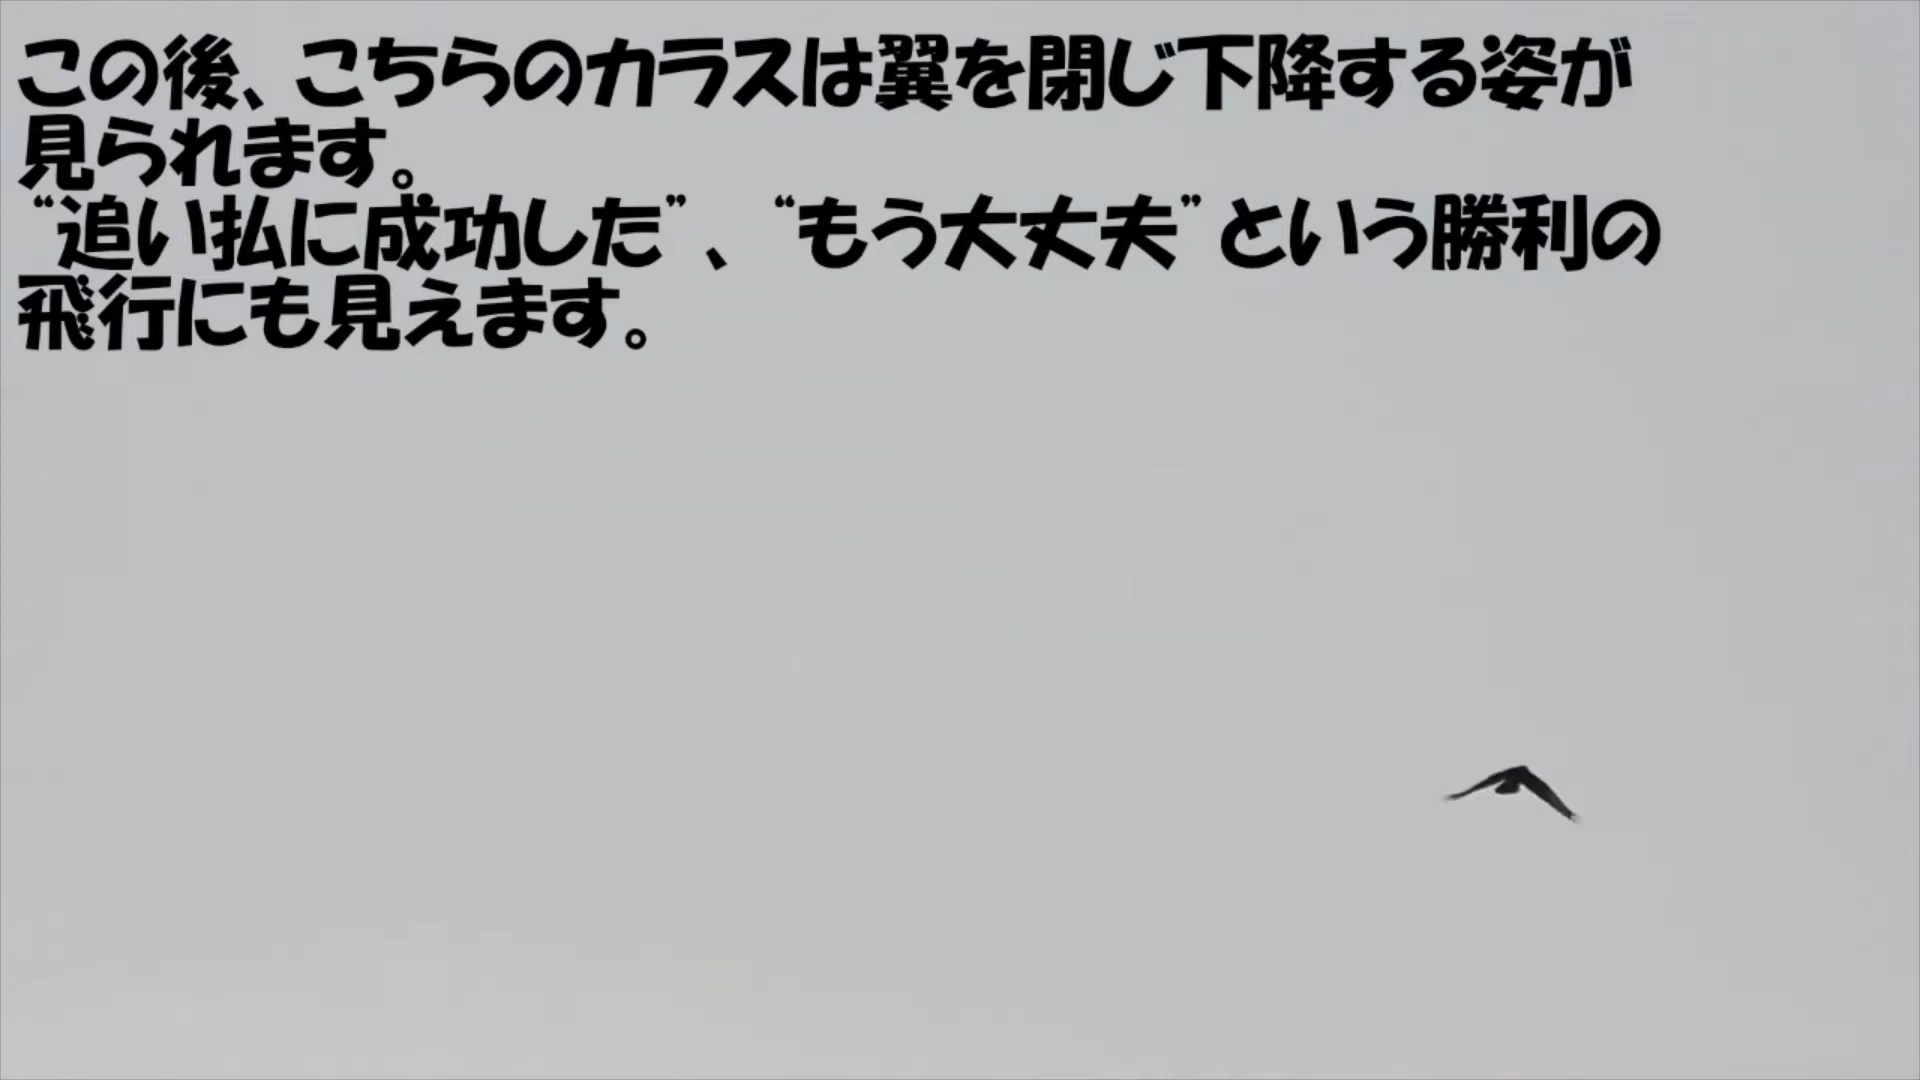 この後、こちらのカラスは翼を閉じ下降する姿が
見られます。
“追い払に成功した”、“もう大丈夫”という勝利の
飛行にも見えます。